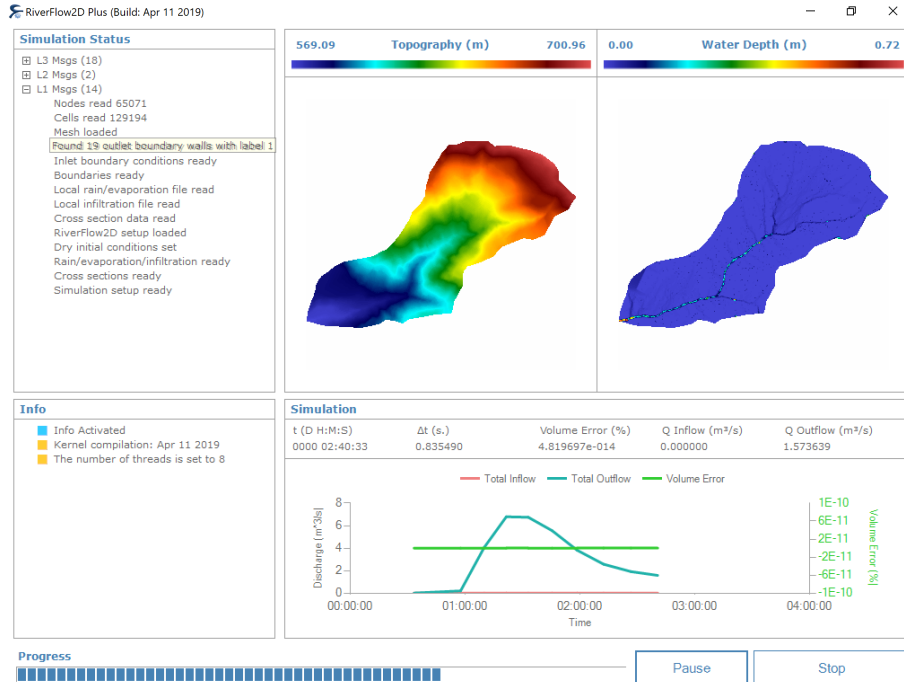 RiverFlow2D Plus (Build: Apr 11 2019)
Simulation Status
L3 Msgs (18)
L2 Msgs (2)
L1 Msgs (14)
Nodes read 65071
Cells read 129194
Mesh loaded
Found 19 outlet boundary walls with label 1
Inlet boundary conditions ready
Boundaries ready
Local rain/evaporation file read
Local infiltration file read
Cross section data read
RiverFlow2D setup loaded
Dry initial conditions set
Rain/evaporation/infiltration ready
Cross sections ready
Simulation setup ready
569.09 Topography (m) 700.96
0.00 Water Depth (m) 0.72
Info
Info Activated
Kernel compilation: Apr 11 2019
The number of threads is set to 8
Simulation
t (D H:M:S) Δt (s.) Volume Error (%) Q Inflow (m³/s) Q Outflow (m³/s)
0000 02:40:33 0.835490 4.819697e-014 0.000000 1.573639
Total Inflow Total Outflow Volume Error
Discharge [m^3/s]
8
6
4
2
0
1E-10
6E-11
2E-11
-2E-11
-6E-11
-1E-10
Volume Error (%)
00:00:00 01:00:00 02:00:00 03:00:00 04:00:00
Time
Progress
Pause
Stop